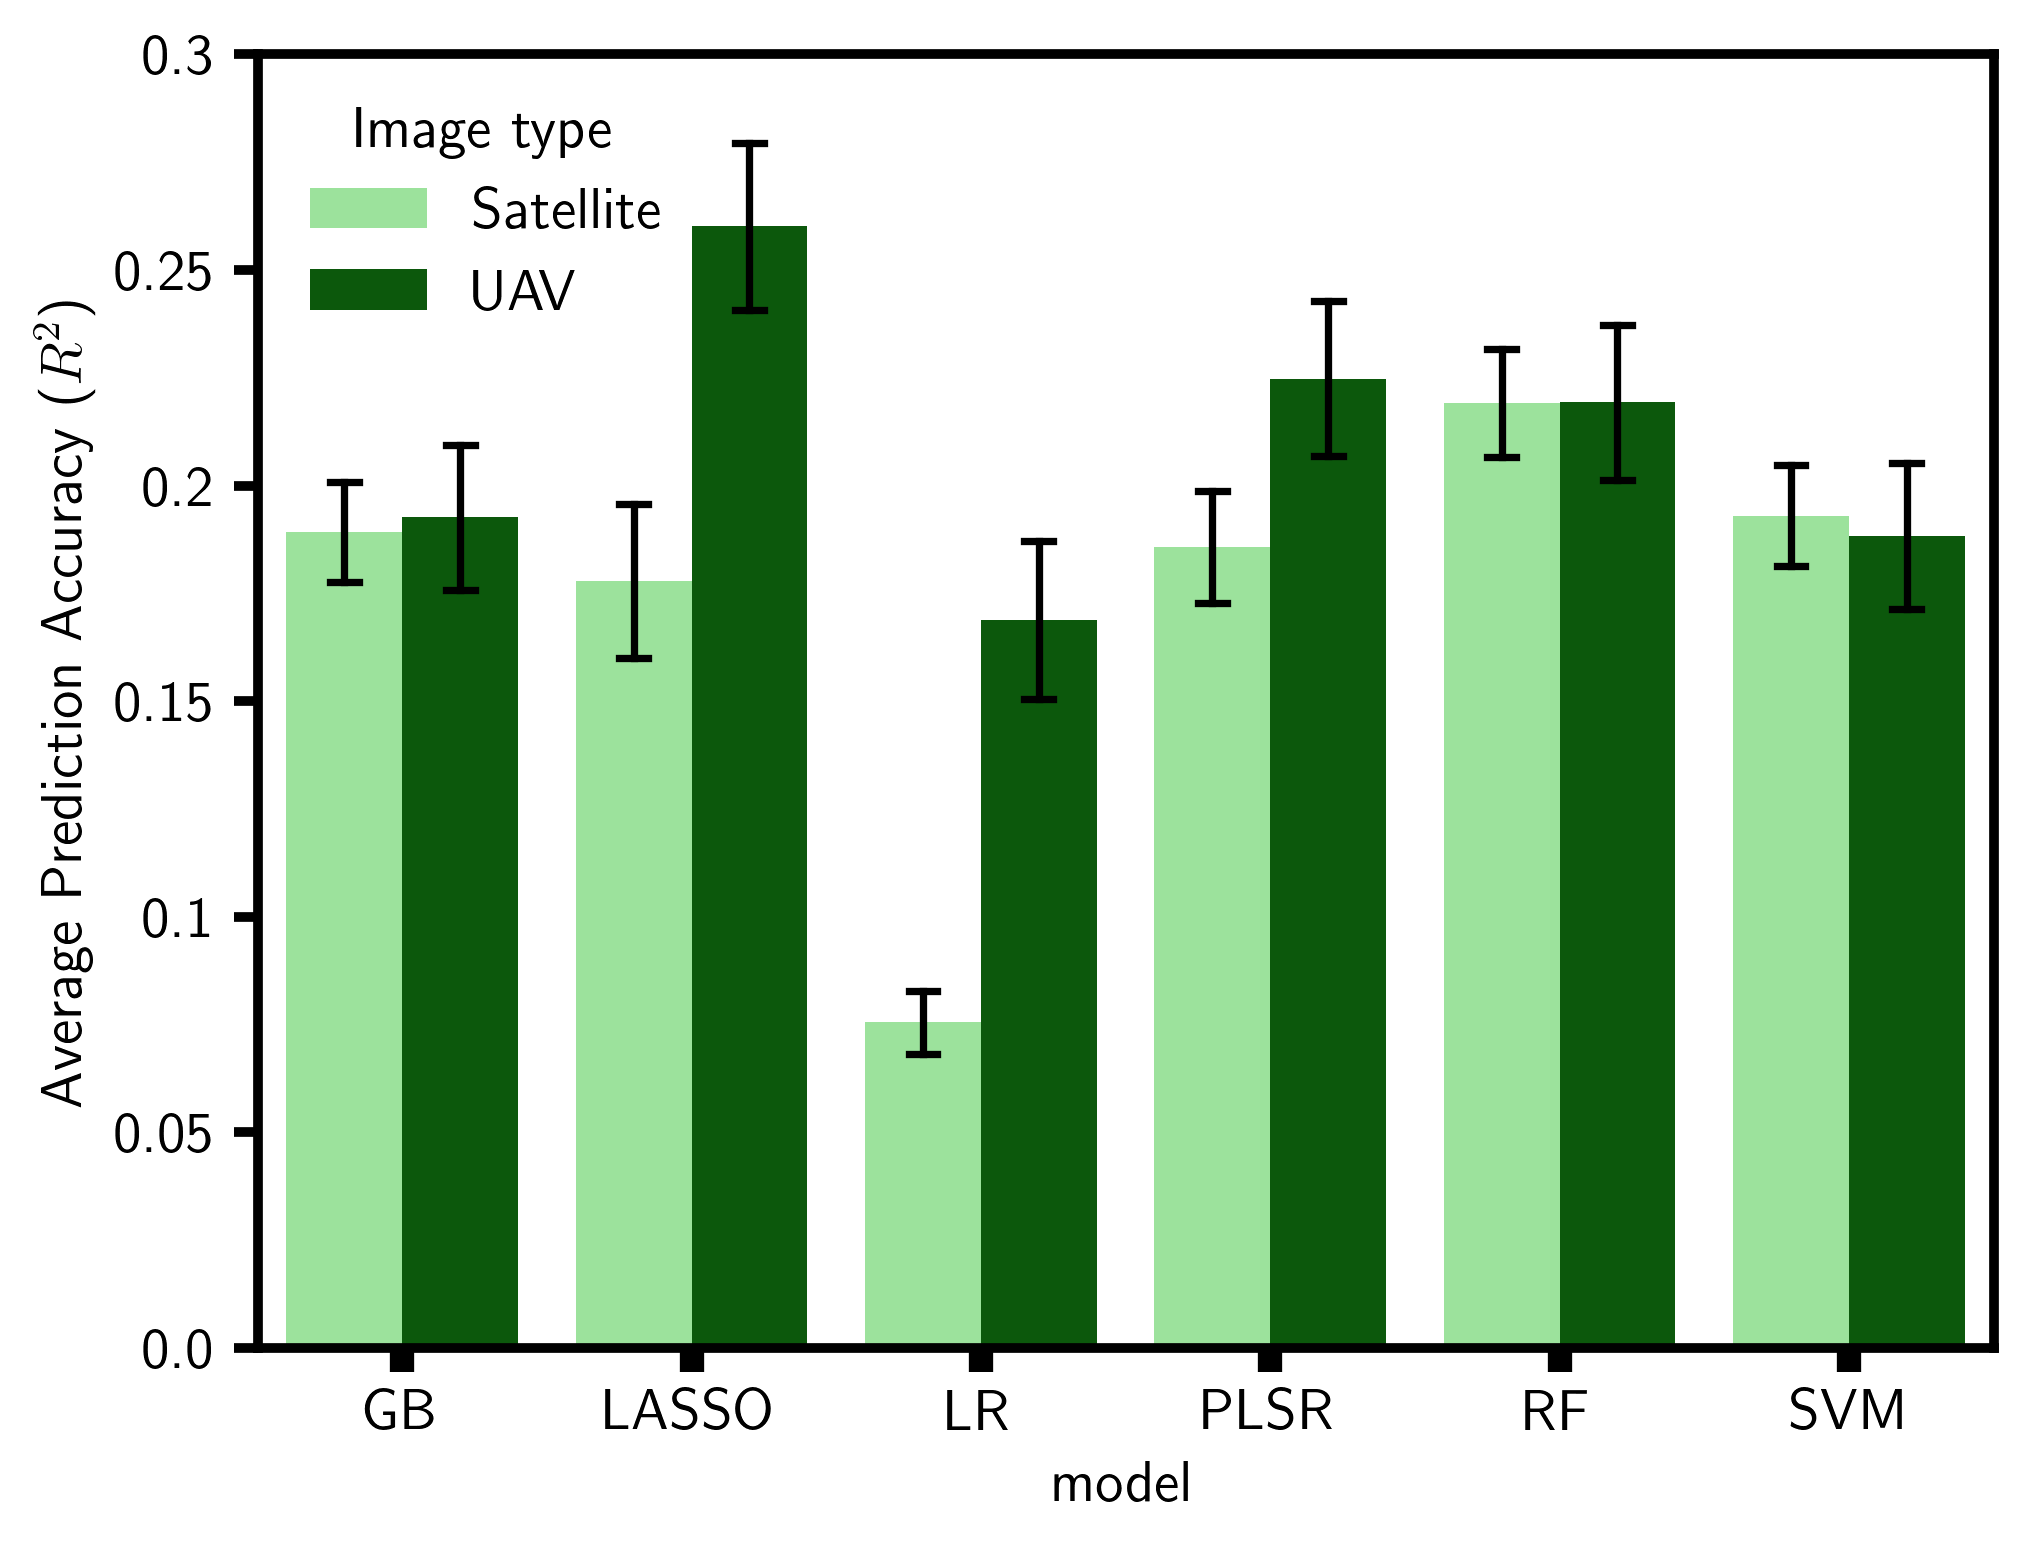 Average Prediction Accuracy (R²)
0.3
0.25
0.2
0.15
0.1
0.05
0.0
Image type
Satellite
UAV
GB LASSO LR PLSR RF SVM
model